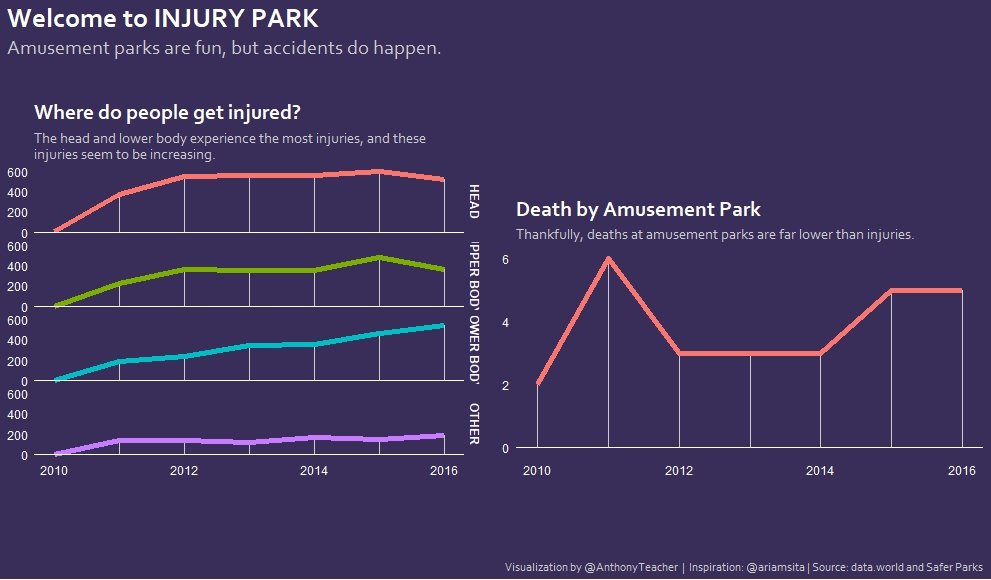 Welcome to INJURY PARK
Amusement parks are fun, but accidents do happen.
Where do people get injured?
The head and lower body experience the most injuries, and these
injuries seem to be increasing.
600
400
200
0
HEAD
600
400
200
0
PPER BOD
600
400
200
0
OWER BOD
600
400
200
0
OTHER
2010
2012
2014
2016
Death by Amusement Park
Thankfully, deaths at amusement parks are far lower than injuries.
6
4
2
0
2010
2012
2014
2016
Visualization by @AnthonyTeacher | Inspiration: @ariamsita | Source: data.world and Safer Parks